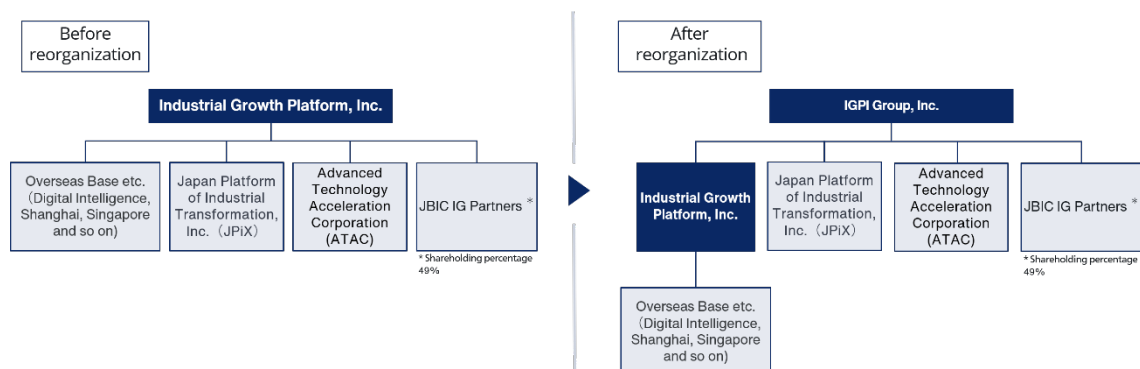 Before
reorganization
Industrial Growth Platform, Inc.
Overseas Base etc.
（Digital Intelligence,
Shanghai, Singapore
and so on)
Japan Platform
of Industrial
Transformation,
Inc.（JPiX）
Advanced
Technology
Acceleration
Corporation
(ATAC)
JBIC IG Partners *
* Shareholding percentage
49%
After
reorganization
IGPI Group, Inc.
Industrial Growth
Platform, Inc.
Japan Platform
of Industrial
Transformation,
Inc.（JPiX）
Advanced
Technology
Acceleration
Corporation
(ATAC)
JBIC IG Partners *
* Shareholding percentage
49%
Overseas Base etc.
（Digital Intelligence,
Shanghai, Singapore
and so on)